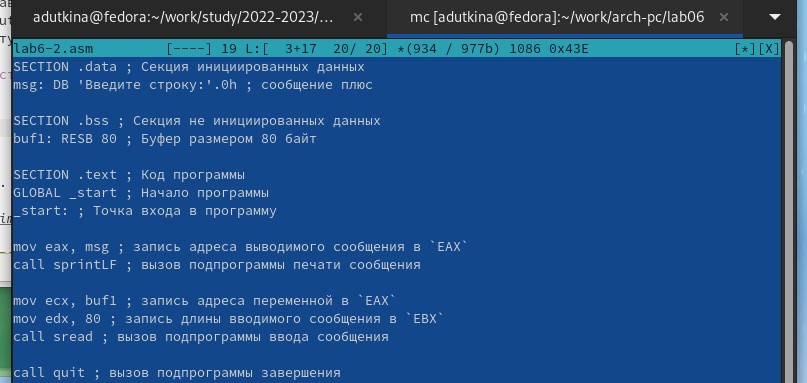 adutkina@fedora:~/work/study/2022-2023/...
mc [adutkina@fedora]:~/work/arch-pc/lab06
lab6-2.asm [----] 19 L:[ 3+17 20/ 20] *(934 / 977b) 1086 0x43E [*][X]
SECTION .data ; Секция инициированных данных
msg: DB 'Введите строку:'.0h ; сообщение плюс
SECTION .bss ; Секция не инициированных данных
buf1: RESB 80 ; Буфер размером 80 байт
SECTION .text ; Код программы
GLOBAL _start ; Начало программы
_start: ; Точка входа в программу
mov eax, msg ; запись адреса выводимого сообщения в `EAX`
call sprintLF ; вызов подпрограммы печати сообщения
mov ecx, buf1 ; запись адреса переменной в `EAX`
mov edx, 80 ; запись длины вводимого сообщения в `EBX`
call sread ; вызов подпрограммы ввода сообщения
call quit ; вызов подпрограммы завершения